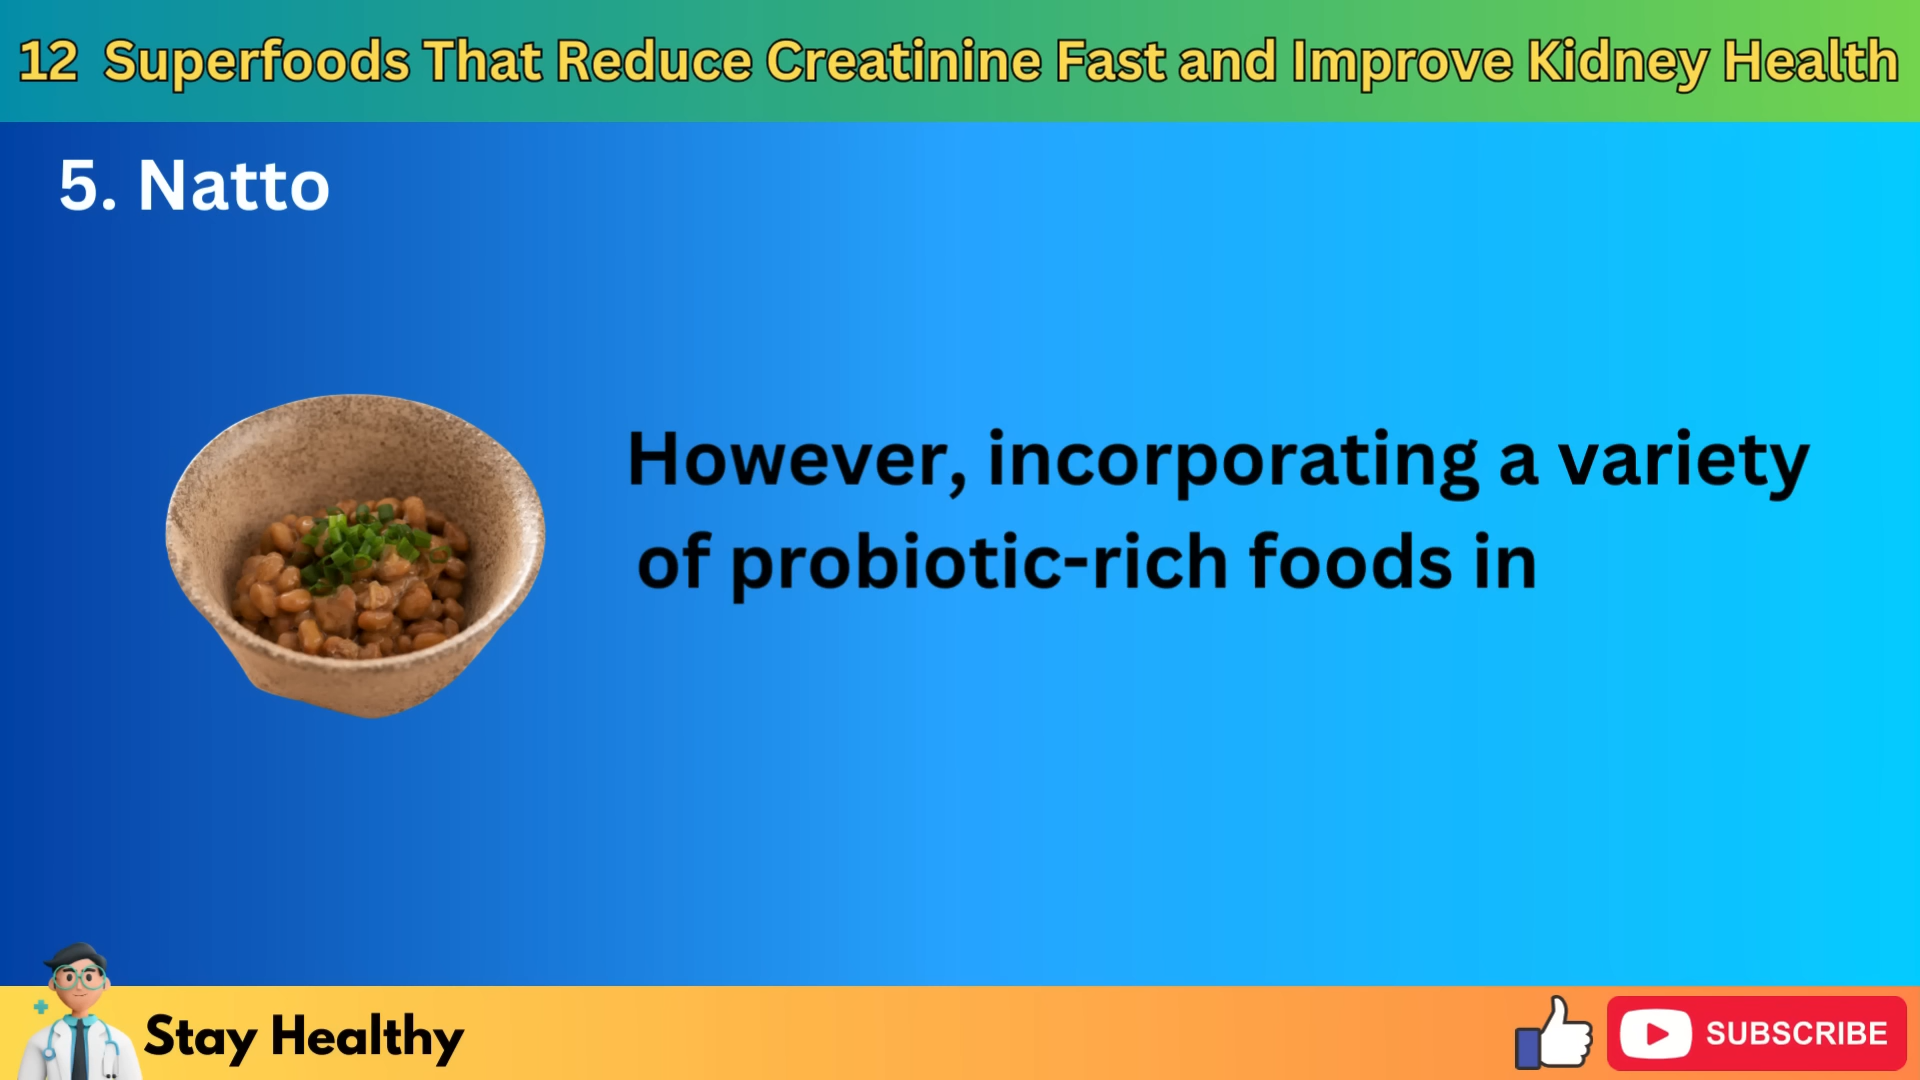 12 Superfoods That Reduce Creatinine Fast and Improve Kidney Health
5. Natto
However, incorporating a variety
of probiotic-rich foods in
Stay Healthy
SUBSCRIBE